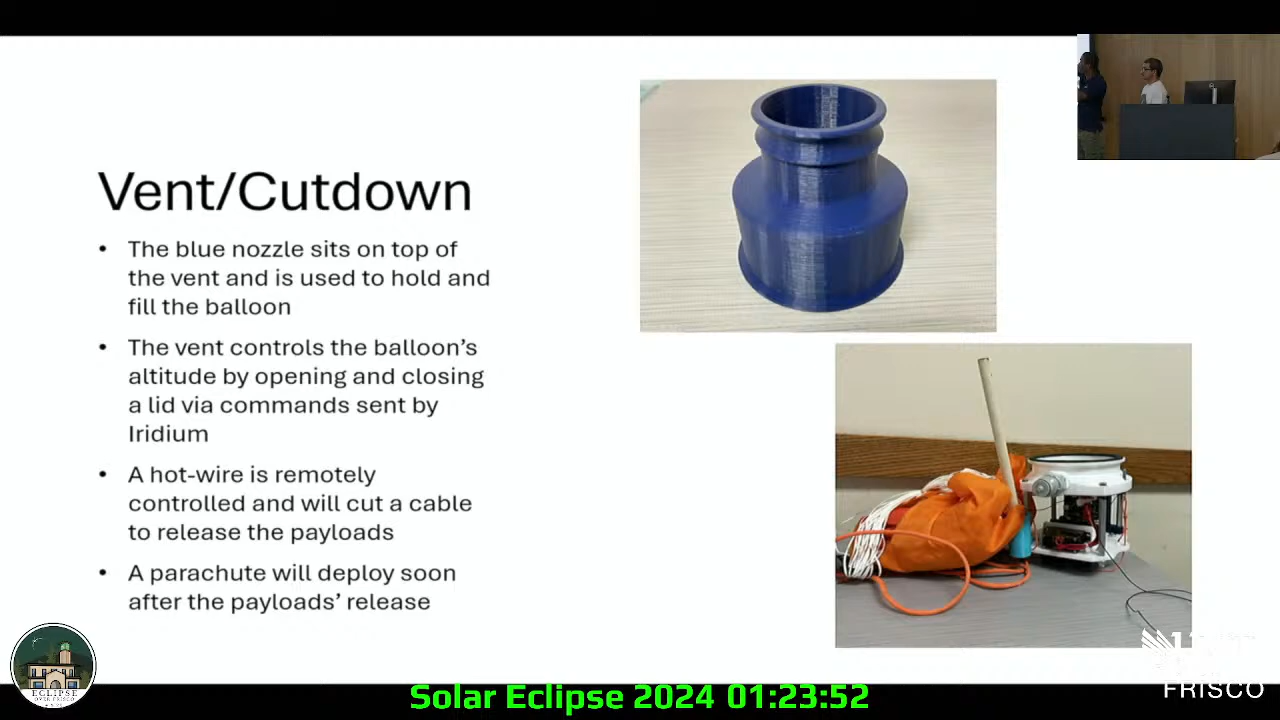 Vent/Cutdown
• The blue nozzle sits on top of
the vent and is used to hold and
fill the balloon
• The vent controls the balloon's
altitude by opening and closing
a lid via commands sent by
Iridium
• A hot-wire is remotely
controlled and will cut a cable
to release the payloads
• A parachute will deploy soon
after the payloads' release
ECLIPSE
OVER FRISCO
UNT
FRISCO
Solar Eclipse 2024 01:23:52